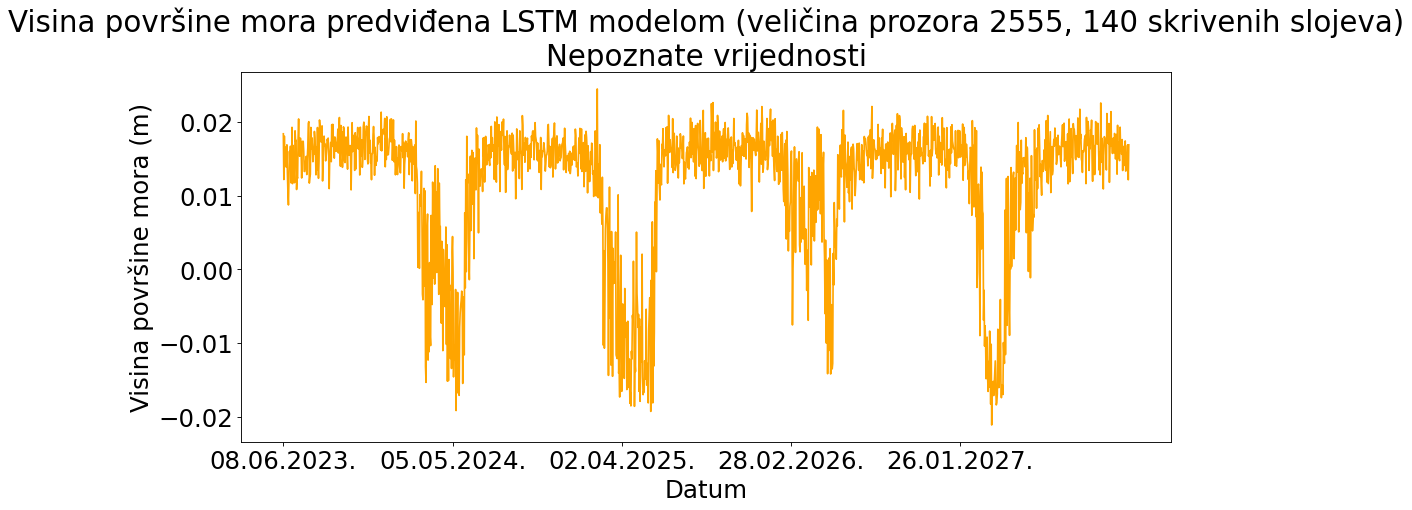 Visina površine mora predviđena LSTM modelom (veličina prozora 2555, 140 skrivenih slojeva)
Nepoznate vrijednosti
Visina površine mora (m)
0.02
0.01
0.00
−0.01
−0.02
08.06.2023. 05.05.2024. 02.04.2025. 28.02.2026. 26.01.2027.
Datum